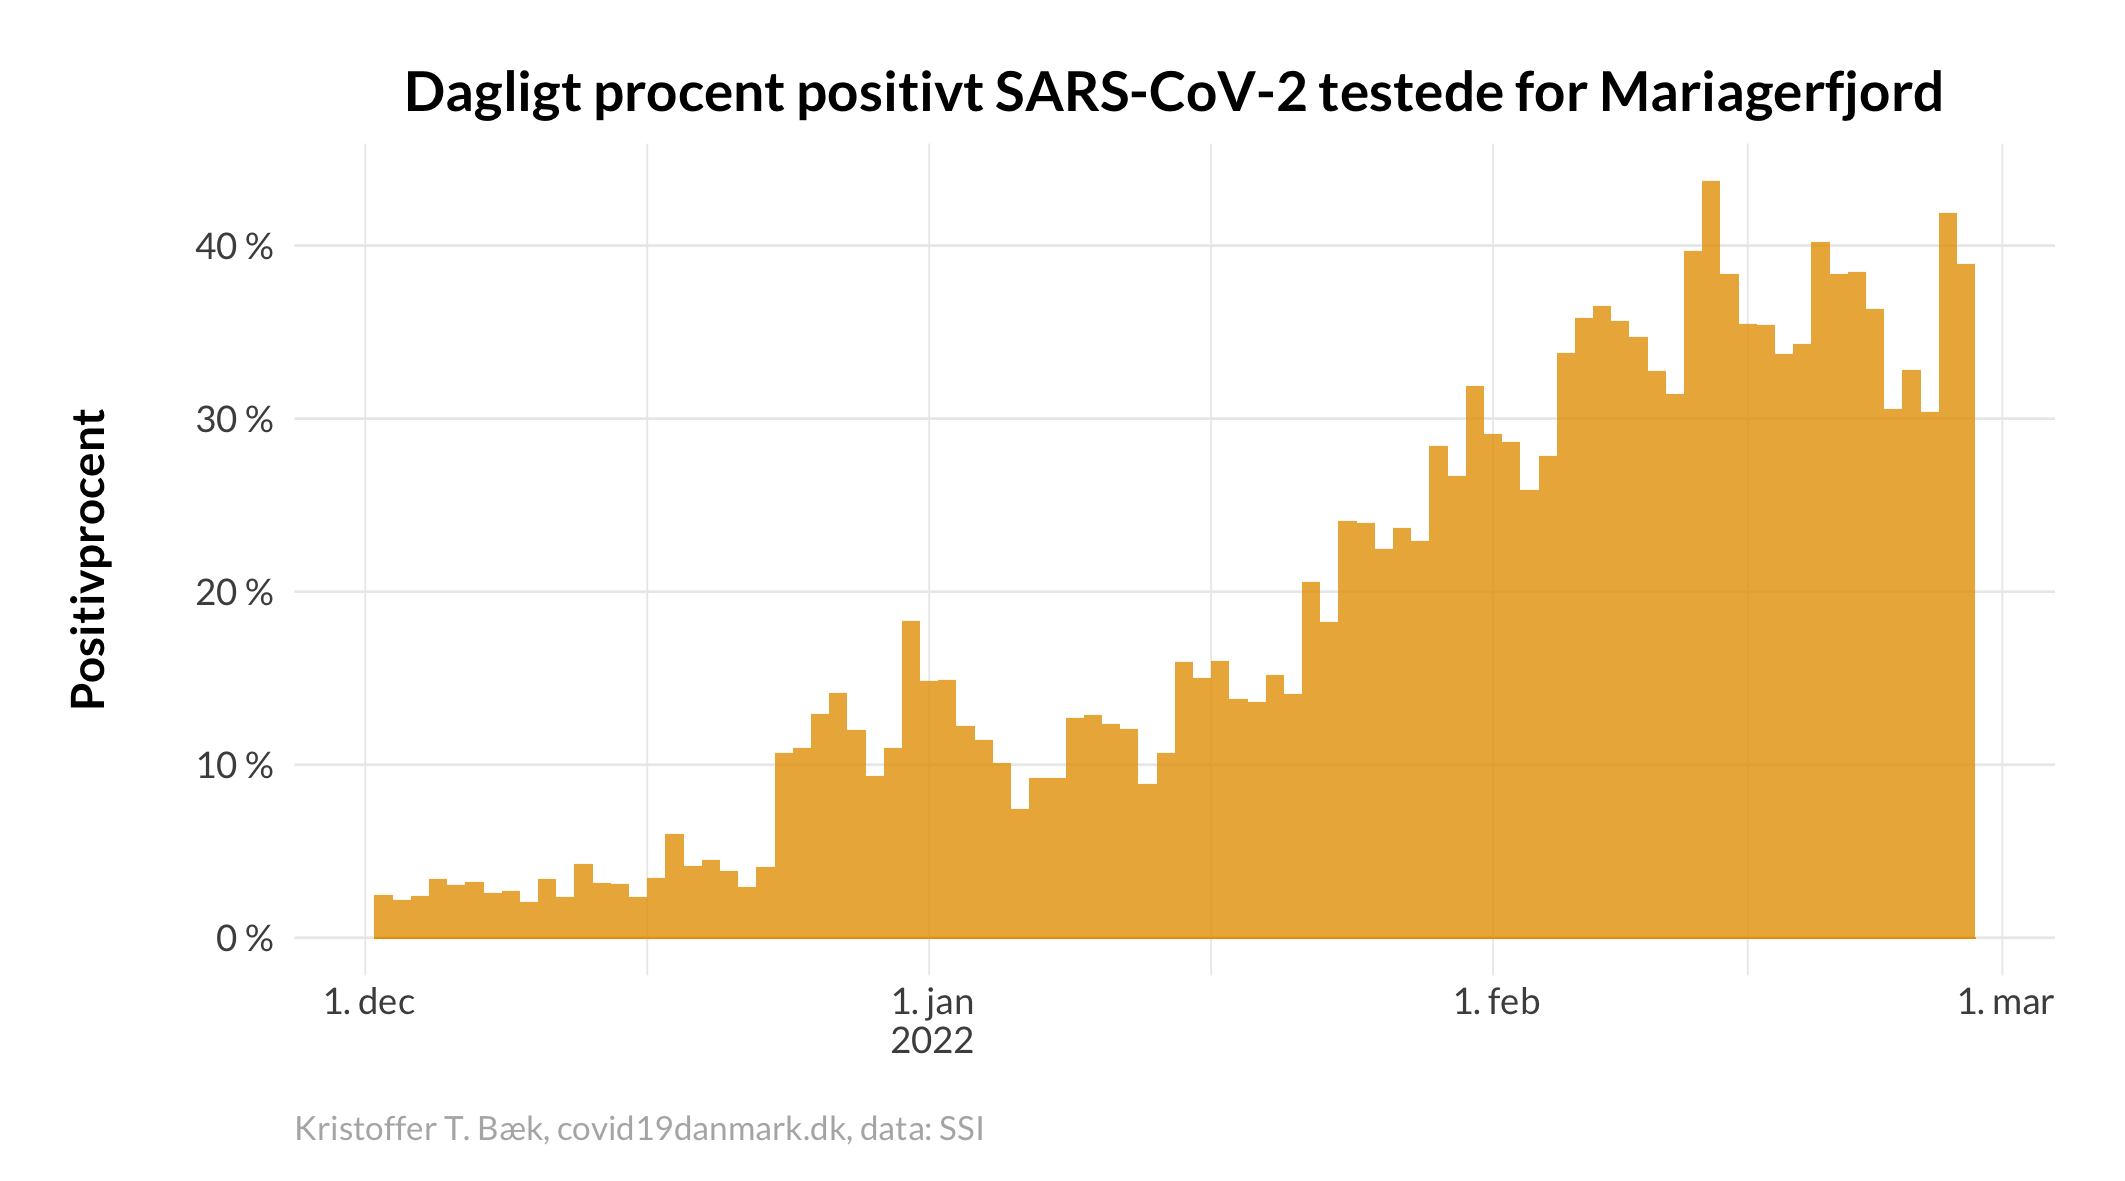 Dagligt procent positivt SARS-CoV-2 testede for Mariagerfjord
Positivprocent
40 %
30 %
20 %
10 %
0 %
1. dec
1. jan
2022
1. feb
1. mar
Kristoffer T. Bæk, covid19danmark.dk, data: SSI